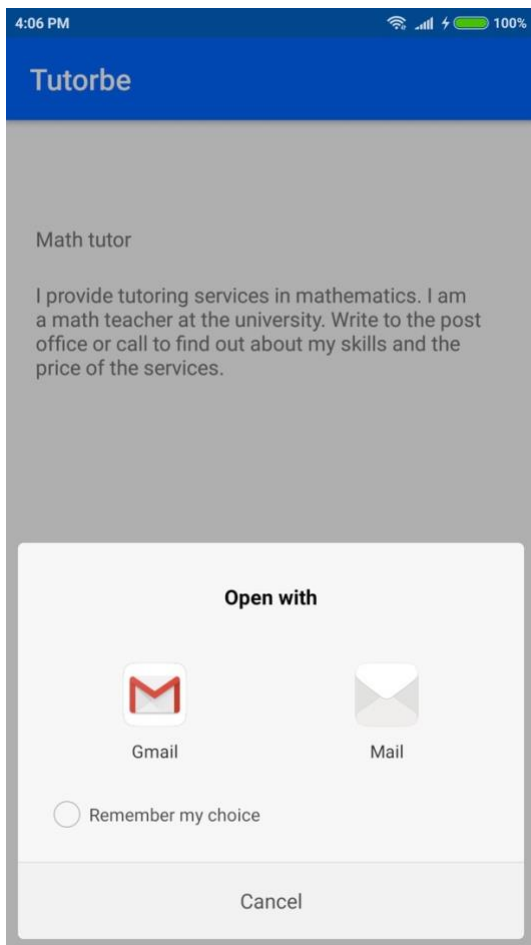 4:06 PM 100%
Tutorbe
Math tutor
I provide tutoring services in mathematics. I am
a math teacher at the university. Write to the post
office or call to find out about my skills and the
price of the services.
Open with
Gmail Mail
Remember my choice
Cancel